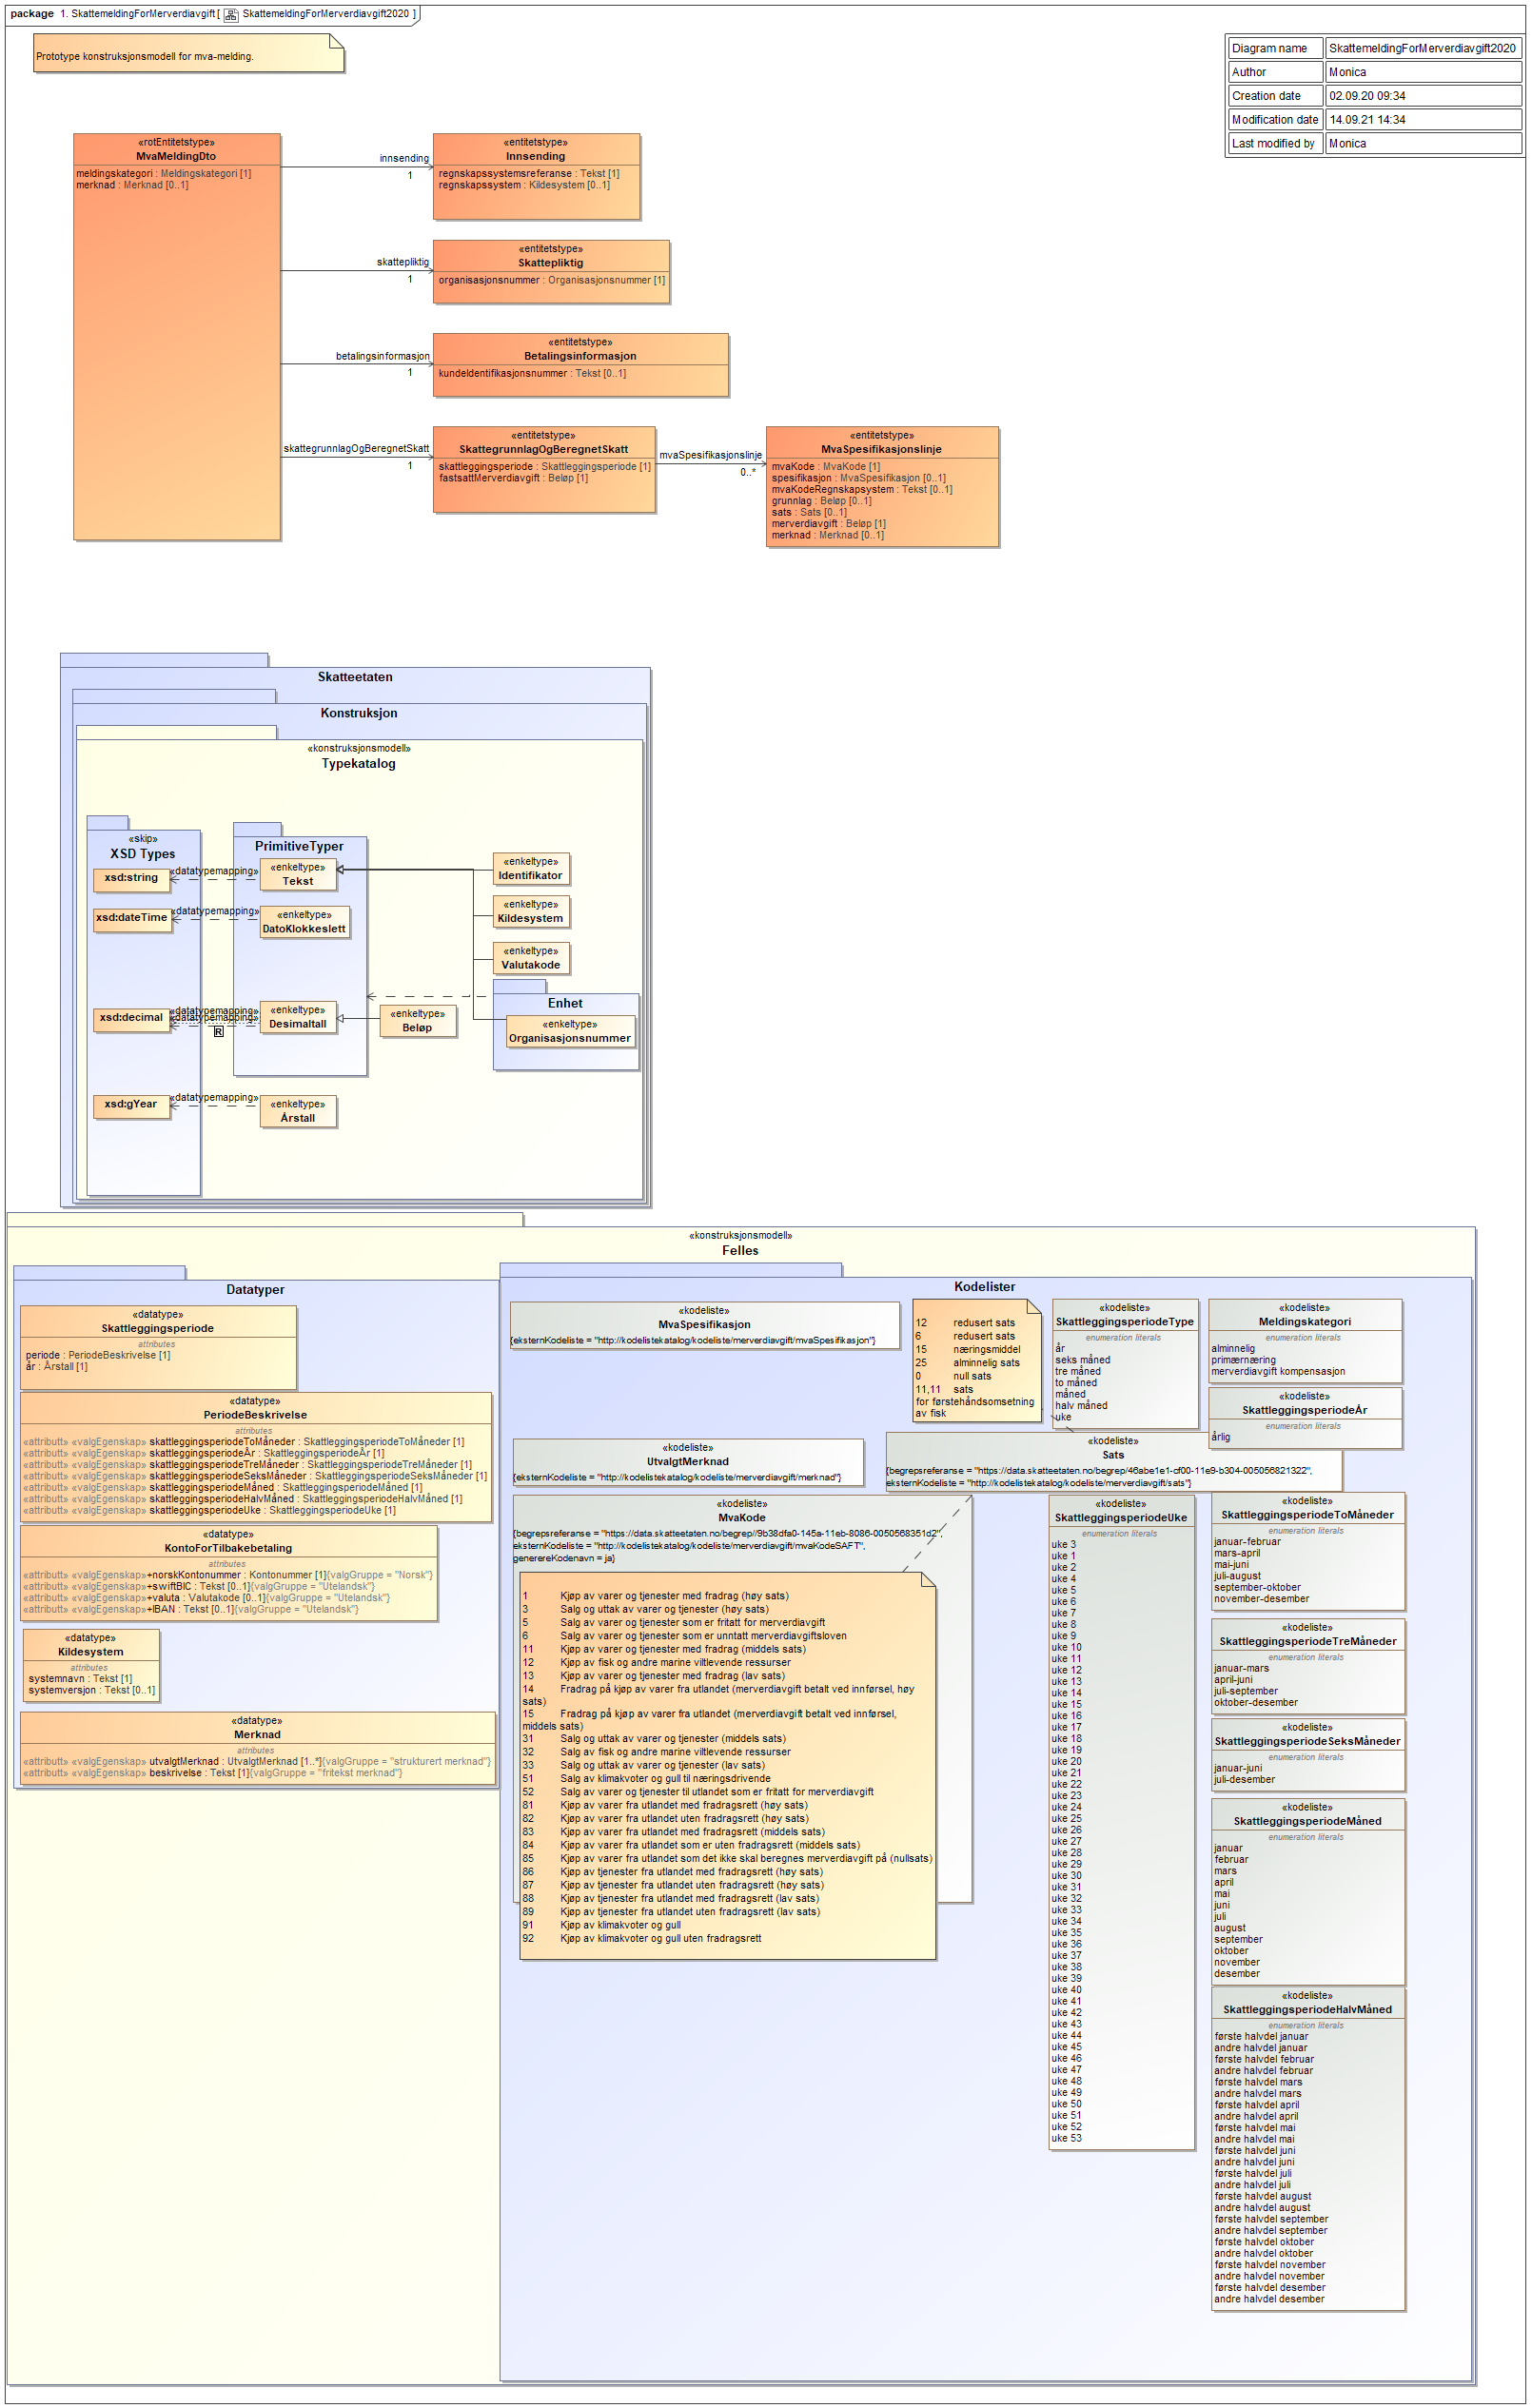 package 1. SkattemeldingForMerverdiavgift [ SkattemeldingForMerverdiavgift2020 ]
Prototype konstruksjonsmodell for mva-melding.
Diagram name SkattemeldingForMerverdiavgift2020
Author Monica
Creation date 02.09.20 09:34
Modification date 14.09.21 14:34
Last modified by Monica
«rotEntitetstype»
MvaMeldingDto
meldingskategori : Meldingskategori [1]
merknad : Merknad [0..1]
innsending
1
«entitetstype»
Innsending
regnskapssystemsreferanse : Tekst [1]
regnskapssystem : Kildesystem [0..1]
skattepliktig
1
«entitetstype»
Skattepliktig
organisasjonsnummer : Organisasjonsnummer [1]
betalingsinformasjon
1
«entitetstype»
Betalingsinformasjon
kundeIdentifikasjonsnummer : Tekst [0..1]
skattegrunnlagOgBeregnetSkatt
1
«entitetstype»
SkattegrunnlagOgBeregnetSkatt
skattleggingsperiode : Skattleggingsperiode [1]
fastsattMerverdiavgift : Beløp [1]
mvaSpesifikasjonslinje
0..*
«entitetstype»
MvaSpesifikasjonslinje
mvaKode : MvaKode [1]
spesifikasjon : MvaSpesifikasjon [0..1]
mvaKodeRegnskapsystem : Tekst [0..1]
grunnlag : Beløp [0..1]
sats : Sats [0..1]
merverdiavgift : Beløp [1]
merknad : Merknad [0..1]
Skatteetaten
Konstruksjon
«konstruksjonsmodell»
Typekatalog
«skip»
XSD Types
xsd:string
xsd:dateTime
xsd:decimal
xsd:gYear
«datatypemapping»
«datatypemapping»
«datatypemapping»
«datatypemapping»
R
«datatypemapping»
PrimitiveTyper
«enkeltype»
Tekst
«enkeltype»
DatoKlokkeslett
«enkeltype»
Desimaltall
«enkeltype»
Årstall
«enkeltype»
Beløp
«enkeltype»
Identifikator
«enkeltype»
Kildesystem
«enkeltype»
Valutakode
Enhet
«enkeltype»
Organisasjonsnummer
«konstruksjonsmodell»
Felles
Datatyper
«datatype»
Skattleggingsperiode
attributes
periode : PeriodeBeskrivelse [1]
år : Årstall [1]
«datatype»
PeriodeBeskrivelse
attributes
«attributt» «valgEgenskap» skattleggingsperiodeToMåneder : SkattleggingsperiodeToMåneder [1]
«attributt» «valgEgenskap» skattleggingsperiodeÅr : SkattleggingsperiodeÅr [1]
«attributt» «valgEgenskap» skattleggingsperiodeTreMåneder : SkattleggingsperiodeTreMåneder [1]
«attributt» «valgEgenskap» skattleggingsperiodeSeksMåneder : SkattleggingsperiodeSeksMåneder [1]
«attributt» «valgEgenskap» skattleggingsperiodeMåned : SkattleggingsperiodeMåned [1]
«attributt» «valgEgenskap» skattleggingsperiodeHalvMåned : SkattleggingsperiodeHalvMåned [1]
«attributt» «valgEgenskap» skattleggingsperiodeUke : SkattleggingsperiodeUke [1]
«datatype»
KontoForTilbakebetaling
attributes
«attributt» «valgEgenskap»+norskKontonummer : Kontonummer [1]{valgGruppe = "Norsk"}
«attributt» «valgEgenskap»+swiftBIC : Tekst [0..1]{valgGruppe = "Utelandsk"}
«attributt» «valgEgenskap»+valuta : Valutakode [0..1]{valgGruppe = "Utelandsk"}
«attributt» «valgEgenskap»+IBAN : Tekst [0..1]{valgGruppe = "Utelandsk"}
«datatype»
Kildesystem
attributes
systemnavn : Tekst [1]
systemversjon : Tekst [0..1]
«datatype»
Merknad
attributes
«attributt» «valgEgenskap» utvalgtMerknad : UtvalgtMerknad [1..*]{valgGruppe = "strukturert merknad"}
«attributt» «valgEgenskap» beskrivelse : Tekst [1]{valgGruppe = "fritekst merknad"}
Kodelister
«kodeliste»
MvaSpesifikasjon
{eksternKodeliste = "http://kodelistekatalog/kodeliste/merverdiavgift/mvaSpesifikasjon"}
12 redusert sats
6 redusert sats
15 næringsmiddel
25 alminnelig sats
0 null sats
11,11 sats
for førstehåndsomsetning
av fisk
«kodeliste»
SkattleggingsperiodeType
enumeration literals
år
seks måned
tre måned
to måned
måned
halv måned
uke
«kodeliste»
Meldingskategori
enumeration literals
alminnelig
primærnæring
merverdiavgift kompensasjon
«kodeliste»
SkattleggingsperiodeÅr
enumeration literals
årlig
«kodeliste»
UtvalgtMerknad
{eksternKodeliste = "http://kodelistekatalog/kodeliste/merverdiavgift/merknad"}
«kodeliste»
Sats
{begrepsreferanse = "https://data.skatteetaten.no/begrep/46abe1e1-cf00-11e9-b304-005056821322",
eksternKodeliste = "http://kodelistekatalog/kodeliste/merverdiavgift/sats"}
«kodeliste»
MvaKode
{begrepsreferanse = "https://data.skatteetaten.no/begrep//9b38dfa0-145a-11eb-8086-0050568351d2",
eksternKodeliste = "http://kodelistekatalog/kodeliste/merverdiavgift/mvaKodeSAFT",
generereKodenavn = ja}
1 Kjøp av varer og tjenester med fradrag (høy sats)
3 Salg og uttak av varer og tjenester (høy sats)
5 Salg av varer og tjenester som er fritatt for merverdiavgift
6 Salg av varer og tjenester som er unntatt merverdiavgiftsloven
11 Kjøp av varer og tjenester med fradrag (middels sats)
12 Kjøp av fisk og andre marine viltlevende ressurser
13 Kjøp av varer og tjenester med fradrag (lav sats)
14 Fradrag på kjøp av varer fra utlandet (merverdiavgift betalt ved innførsel, høy
sats)
15 Fradrag på kjøp av varer fra utlandet (merverdiavgift betalt ved innførsel,
middels sats)
31 Salg og uttak av varer og tjenester (middels sats)
32 Salg av fisk og andre marine viltlevende ressurser
33 Salg og uttak av varer og tjenester (lav sats)
51 Salg av klimakvoter og gull til næringsdrivende
52 Salg av varer og tjenester til utlandet som er fritatt for merverdiavgift
81 Kjøp av varer fra utlandet med fradragsrett (høy sats)
82 Kjøp av varer fra utlandet uten fradragsrett (høy sats)
83 Kjøp av varer fra utlandet med fradragsrett (middels sats)
84 Kjøp av varer fra utlandet som er uten fradragsrett (middels sats)
85 Kjøp av varer fra utlandet som det ikke skal beregnes merverdiavgift på (nullsats)
86 Kjøp av tjenester fra utlandet med fradragsrett (høy sats)
87 Kjøp av tjenester fra utlandet uten fradragsrett (høy sats)
88 Kjøp av tjenester fra utlandet med fradragsrett (lav sats)
89 Kjøp av tjenester fra utlandet uten fradragsrett (lav sats)
91 Kjøp av klimakvoter og gull
92 Kjøp av klimakvoter og gull uten fradragsrett
«kodeliste»
SkattleggingsperiodeUke
enumeration literals
uke 3
uke 1
uke 2
uke 4
uke 5
uke 6
uke 7
uke 8
uke 9
uke 10
uke 11
uke 12
uke 13
uke 14
uke 15
uke 16
uke 17
uke 18
uke 19
uke 20
uke 21
uke 22
uke 23
uke 24
uke 25
uke 26
uke 27
uke 28
uke 29
uke 30
uke 31
uke 32
uke 33
uke 34
uke 35
uke 36
uke 37
uke 38
uke 39
uke 40
uke 41
uke 42
uke 43
uke 44
uke 45
uke 46
uke 47
uke 48
uke 49
uke 50
uke 51
uke 52
uke 53
«kodeliste»
SkattleggingsperiodeToMåneder
enumeration literals
januar-februar
mars-april
mai-juni
juli-august
september-oktober
november-desember
«kodeliste»
SkattleggingsperiodeTreMåneder
enumeration literals
januar-mars
april-juni
juli-september
oktober-desember
«kodeliste»
SkattleggingsperiodeSeksMåneder
enumeration literals
januar-juni
juli-desember
«kodeliste»
SkattleggingsperiodeMåned
enumeration literals
januar
februar
mars
april
mai
juni
juli
august
september
oktober
november
desember
«kodeliste»
SkattleggingsperiodeHalvMåned
enumeration literals
første halvdel januar
andre halvdel januar
første halvdel februar
andre halvdel februar
første halvdel mars
andre halvdel mars
første halvdel april
andre halvdel april
første halvdel mai
andre halvdel mai
første halvdel juni
andre halvdel juni
første halvdel juli
andre halvdel juli
første halvdel august
andre halvdel august
første halvdel september
andre halvdel september
første halvdel oktober
andre halvdel oktober
første halvdel november
andre halvdel november
første halvdel desember
andre halvdel desember